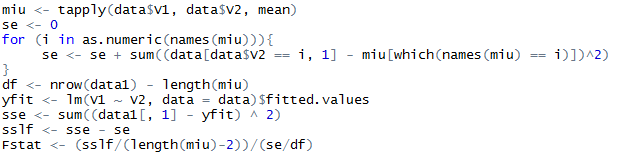 miu <- tapply(data$V1, data$V2, mean)
se <- 0
for (i in as.numeric(names(miu))){
     se <- se + sum((data[data$V2 == i, 1] - miu[which(names(miu) == i)])^2)
}
df <- nrow(data1) - length(miu)
yfit <- lm(V1 ~ V2, data = data)$fitted.values
sse <- sum((data1[, 1] - yfit) ^ 2)
sslf <- sse - se
Fstat <- (sslf/(length(miu)-2))/(se/df)